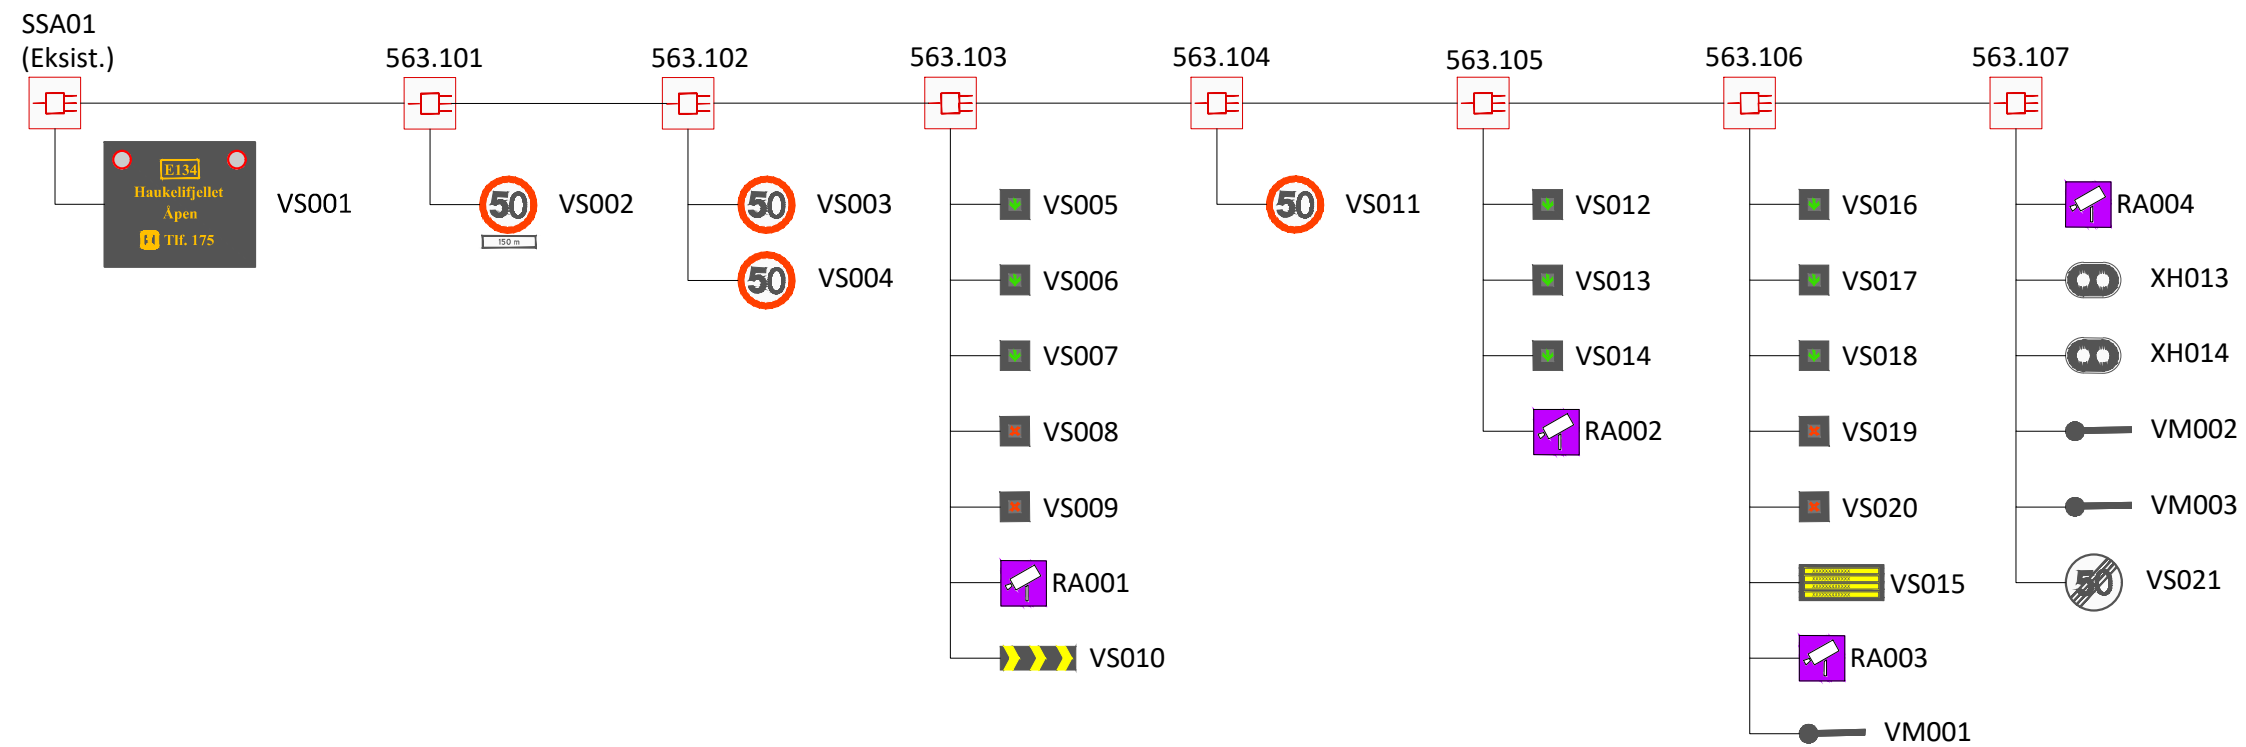 SSA01
(Eksist.)
563.101
563.102
563.103
563.104
563.105
563.106
563.107
E134
Haukelifjellet
Åpen
Tlf. 175
VS001
50
150 m
VS002
50
VS003
50
VS004
VS005
VS006
VS007
VS008
VS009
RA001
VS010
50
VS011
VS012
VS013
VS014
RA002
VS016
VS017
VS018
VS019
VS020
VS015
RA003
VM001
RA004
XH013
XH014
VM002
VM003
50
VS021